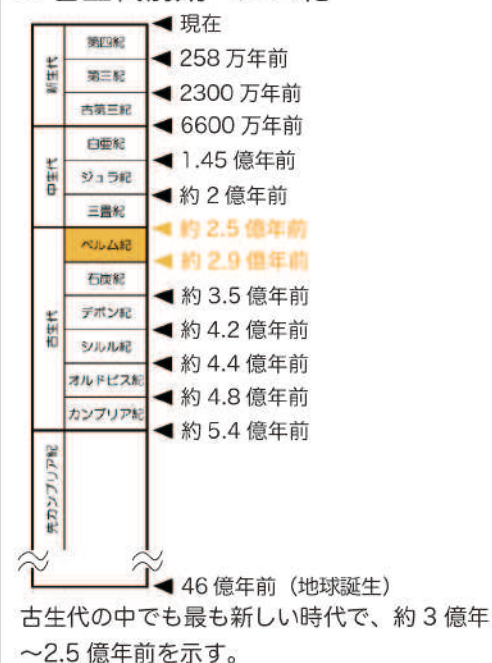 現在
第四紀
258 万年前
新生代
第三紀
2300 万年前
古第三紀
6600 万年前
白亜紀
1.45 億年前
中生代
ジュラ紀
約 2 億年前
三畳紀
約 2.5 億年前
ペルム紀
約 2.9 億年前
石炭紀
約 3.5 億年前
デボン紀
古生代
約 4.2 億年前
シルル紀
約 4.4 億年前
オルドビス紀
約 4.8 億年前
カンブリア紀
約 5.4 億年前
先カンブリア紀
46 億年前（地球誕生）
古生代の中でも最も新しい時代で、約 3 億年
～2.5 億年前を示す。